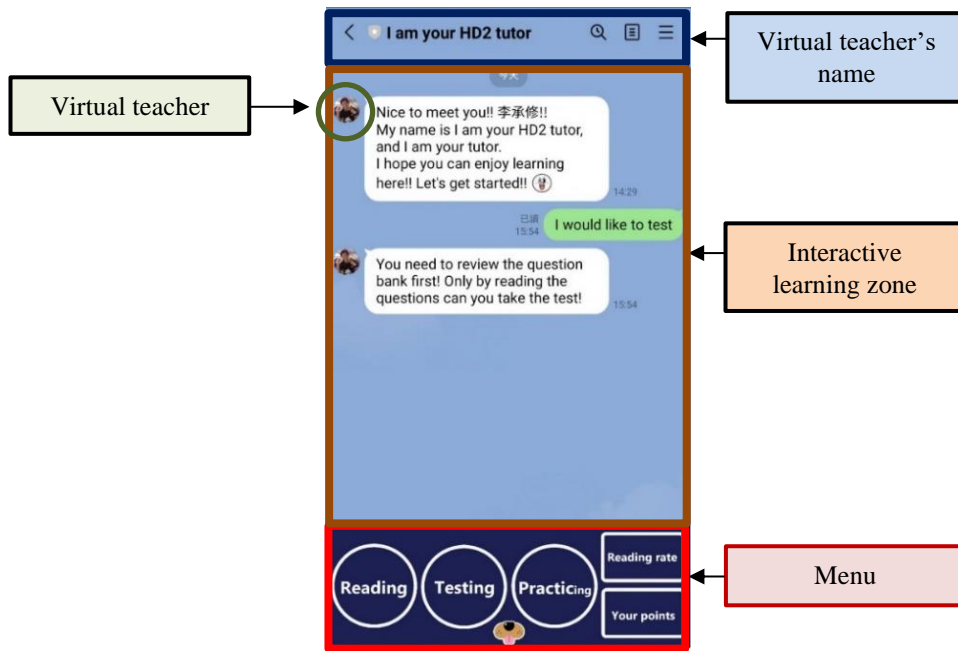 I am your HD2 tutor
Virtual teacher's
name
Virtual teacher
Nice to meet you!! 李承修!!
My name is I am your HD2 tutor,
and I am your tutor.
I hope you can enjoy learning
here!! Let's get started!!
14:29
已讀
15:54
I would like to test
You need to review the question
bank first! Only by reading the
questions can you take the test!
15:54
Interactive
learning zone
Reading
Testing
Practicing
Reading rate
Your points
Menu